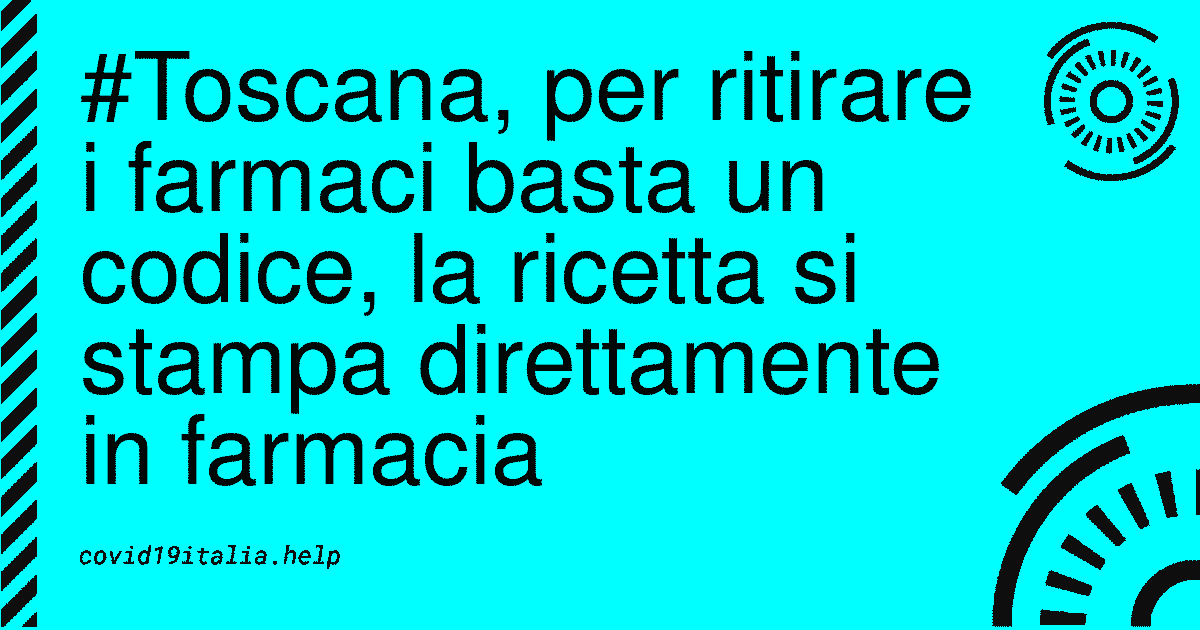 #Toscana, per ritirare
i farmaci basta un
codice, la ricetta si
stampa direttamente
in farmacia
covid19italia.help